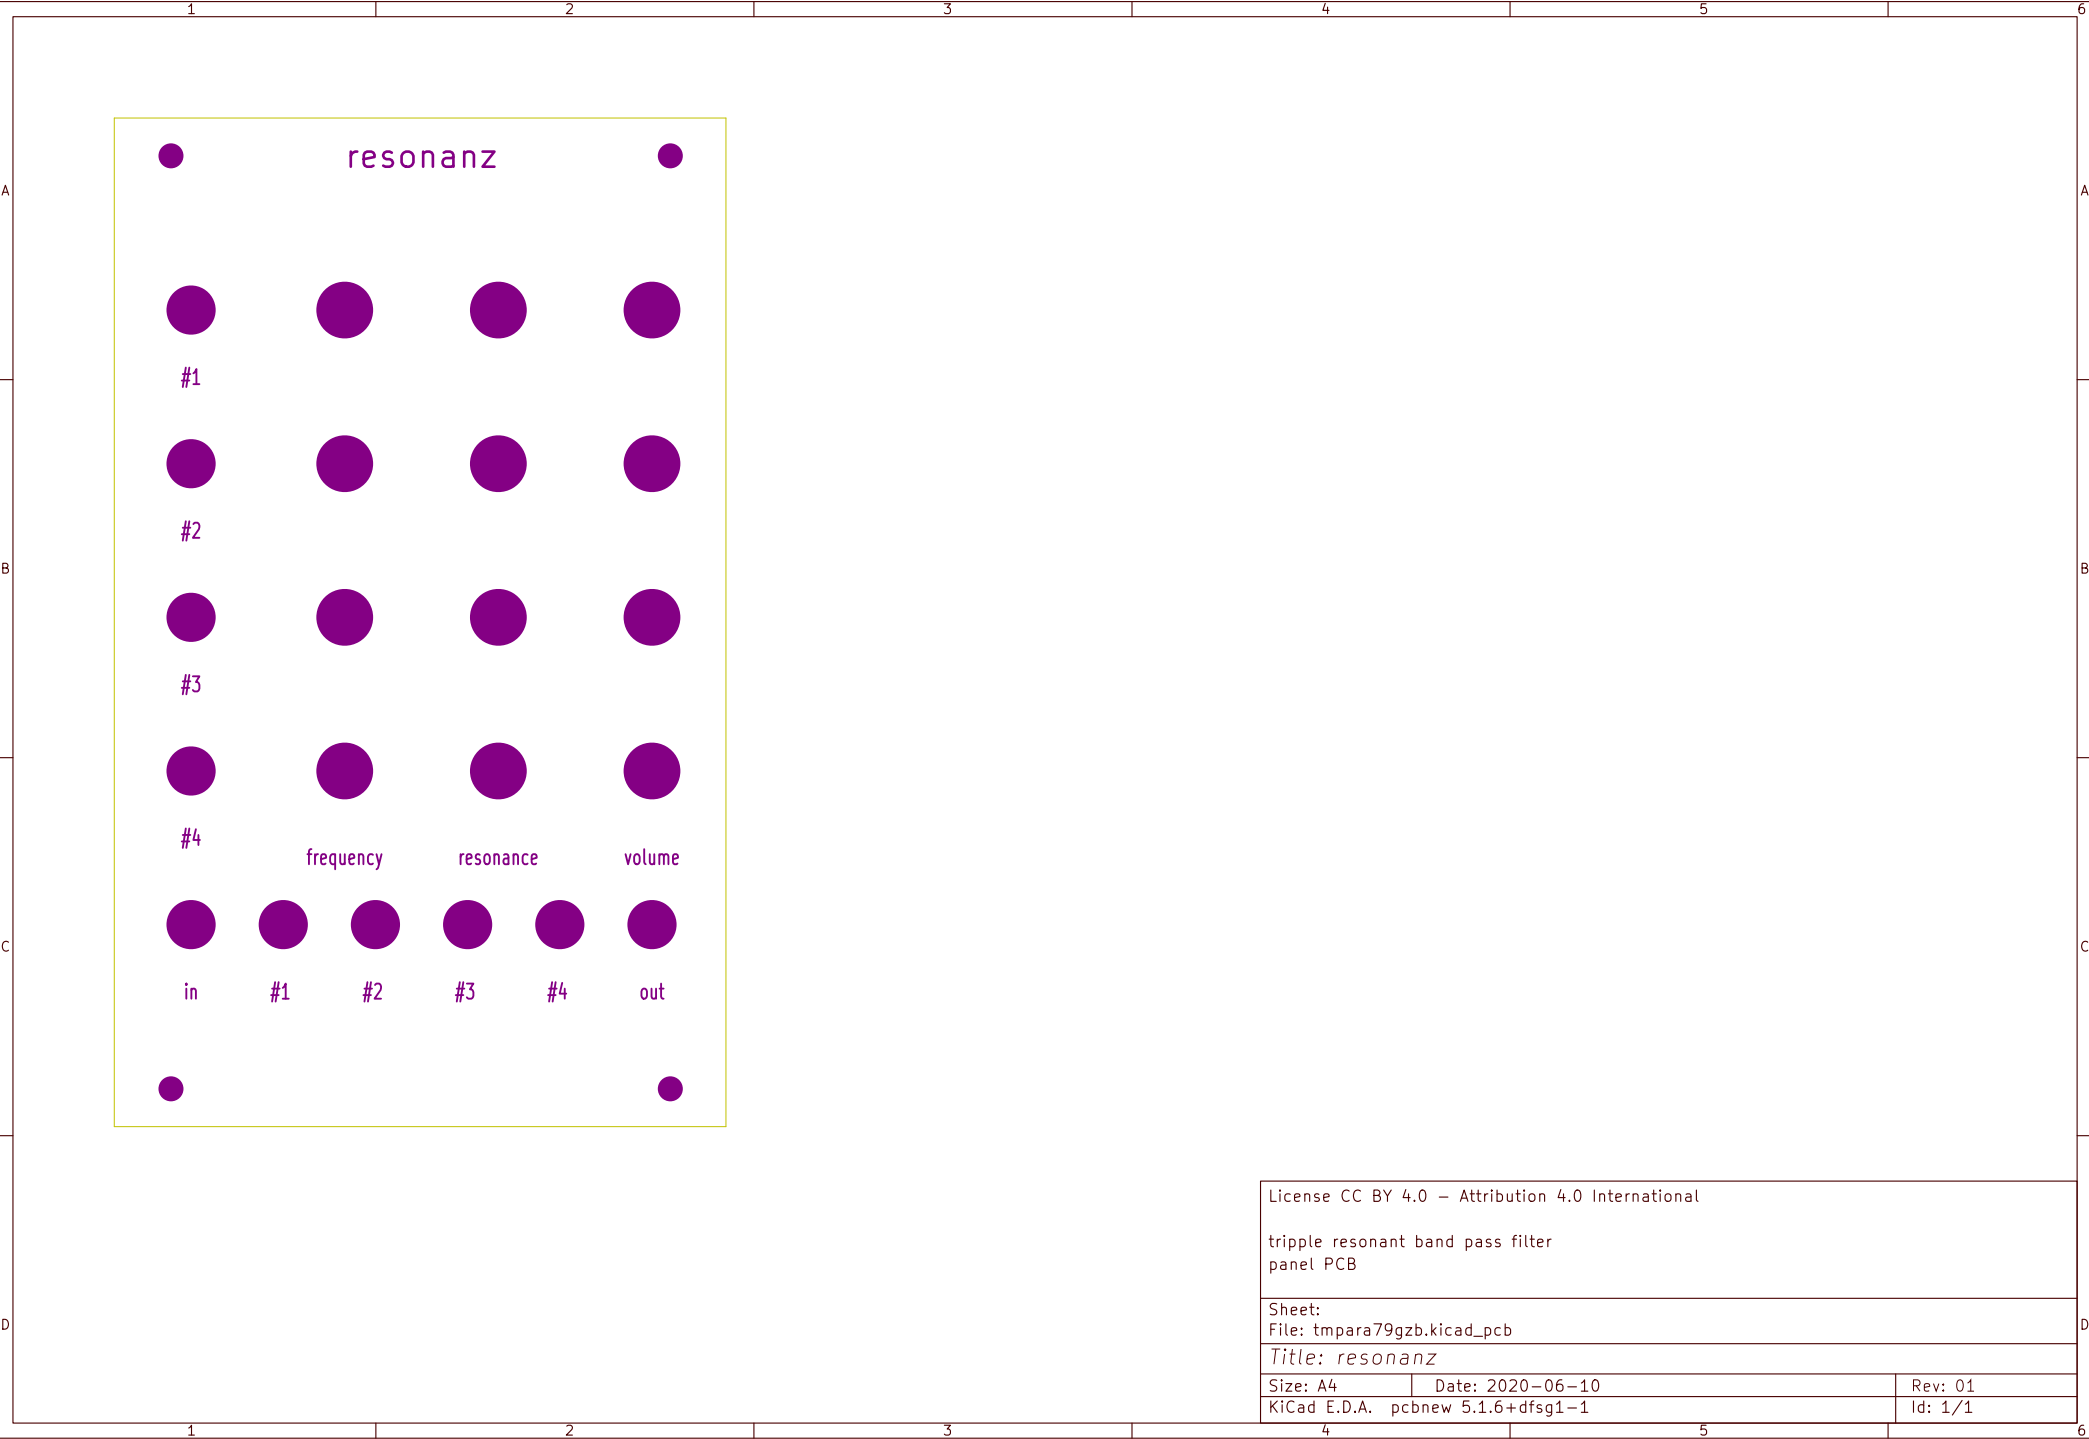 1 2 3 4 5 6
resonanz
A A
#1
#2
B B
#3
#4
frequency resonance volume
C C
in #1 #2 #3 #4 out
License CC BY 4.0 - Attribution 4.0 International
tripple resonant band pass filter
panel PCB
Sheet:
D D
File: tmpara79gzb.kicad_pcb
Title: resonanz
Size: A4 Date: 2020-06-10 Rev: 01
KiCad E.D.A. pcbnew 5.1.6+dfsg1-1 Id: 1/1
1 2 3 4 5 6